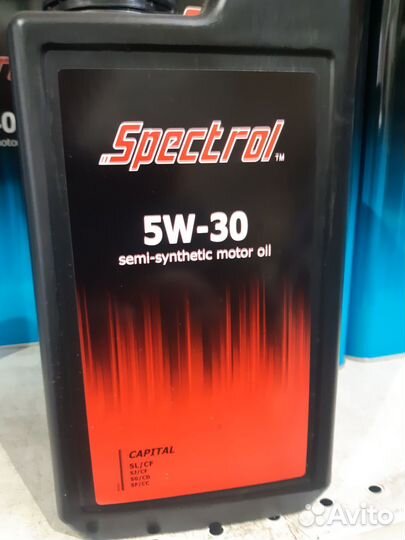 Spectrol TM
5W-30
semi-synthetic motor oil
CAPITAL
SL/CF
SJ/CF
SG/CD
SF/CC
Avito